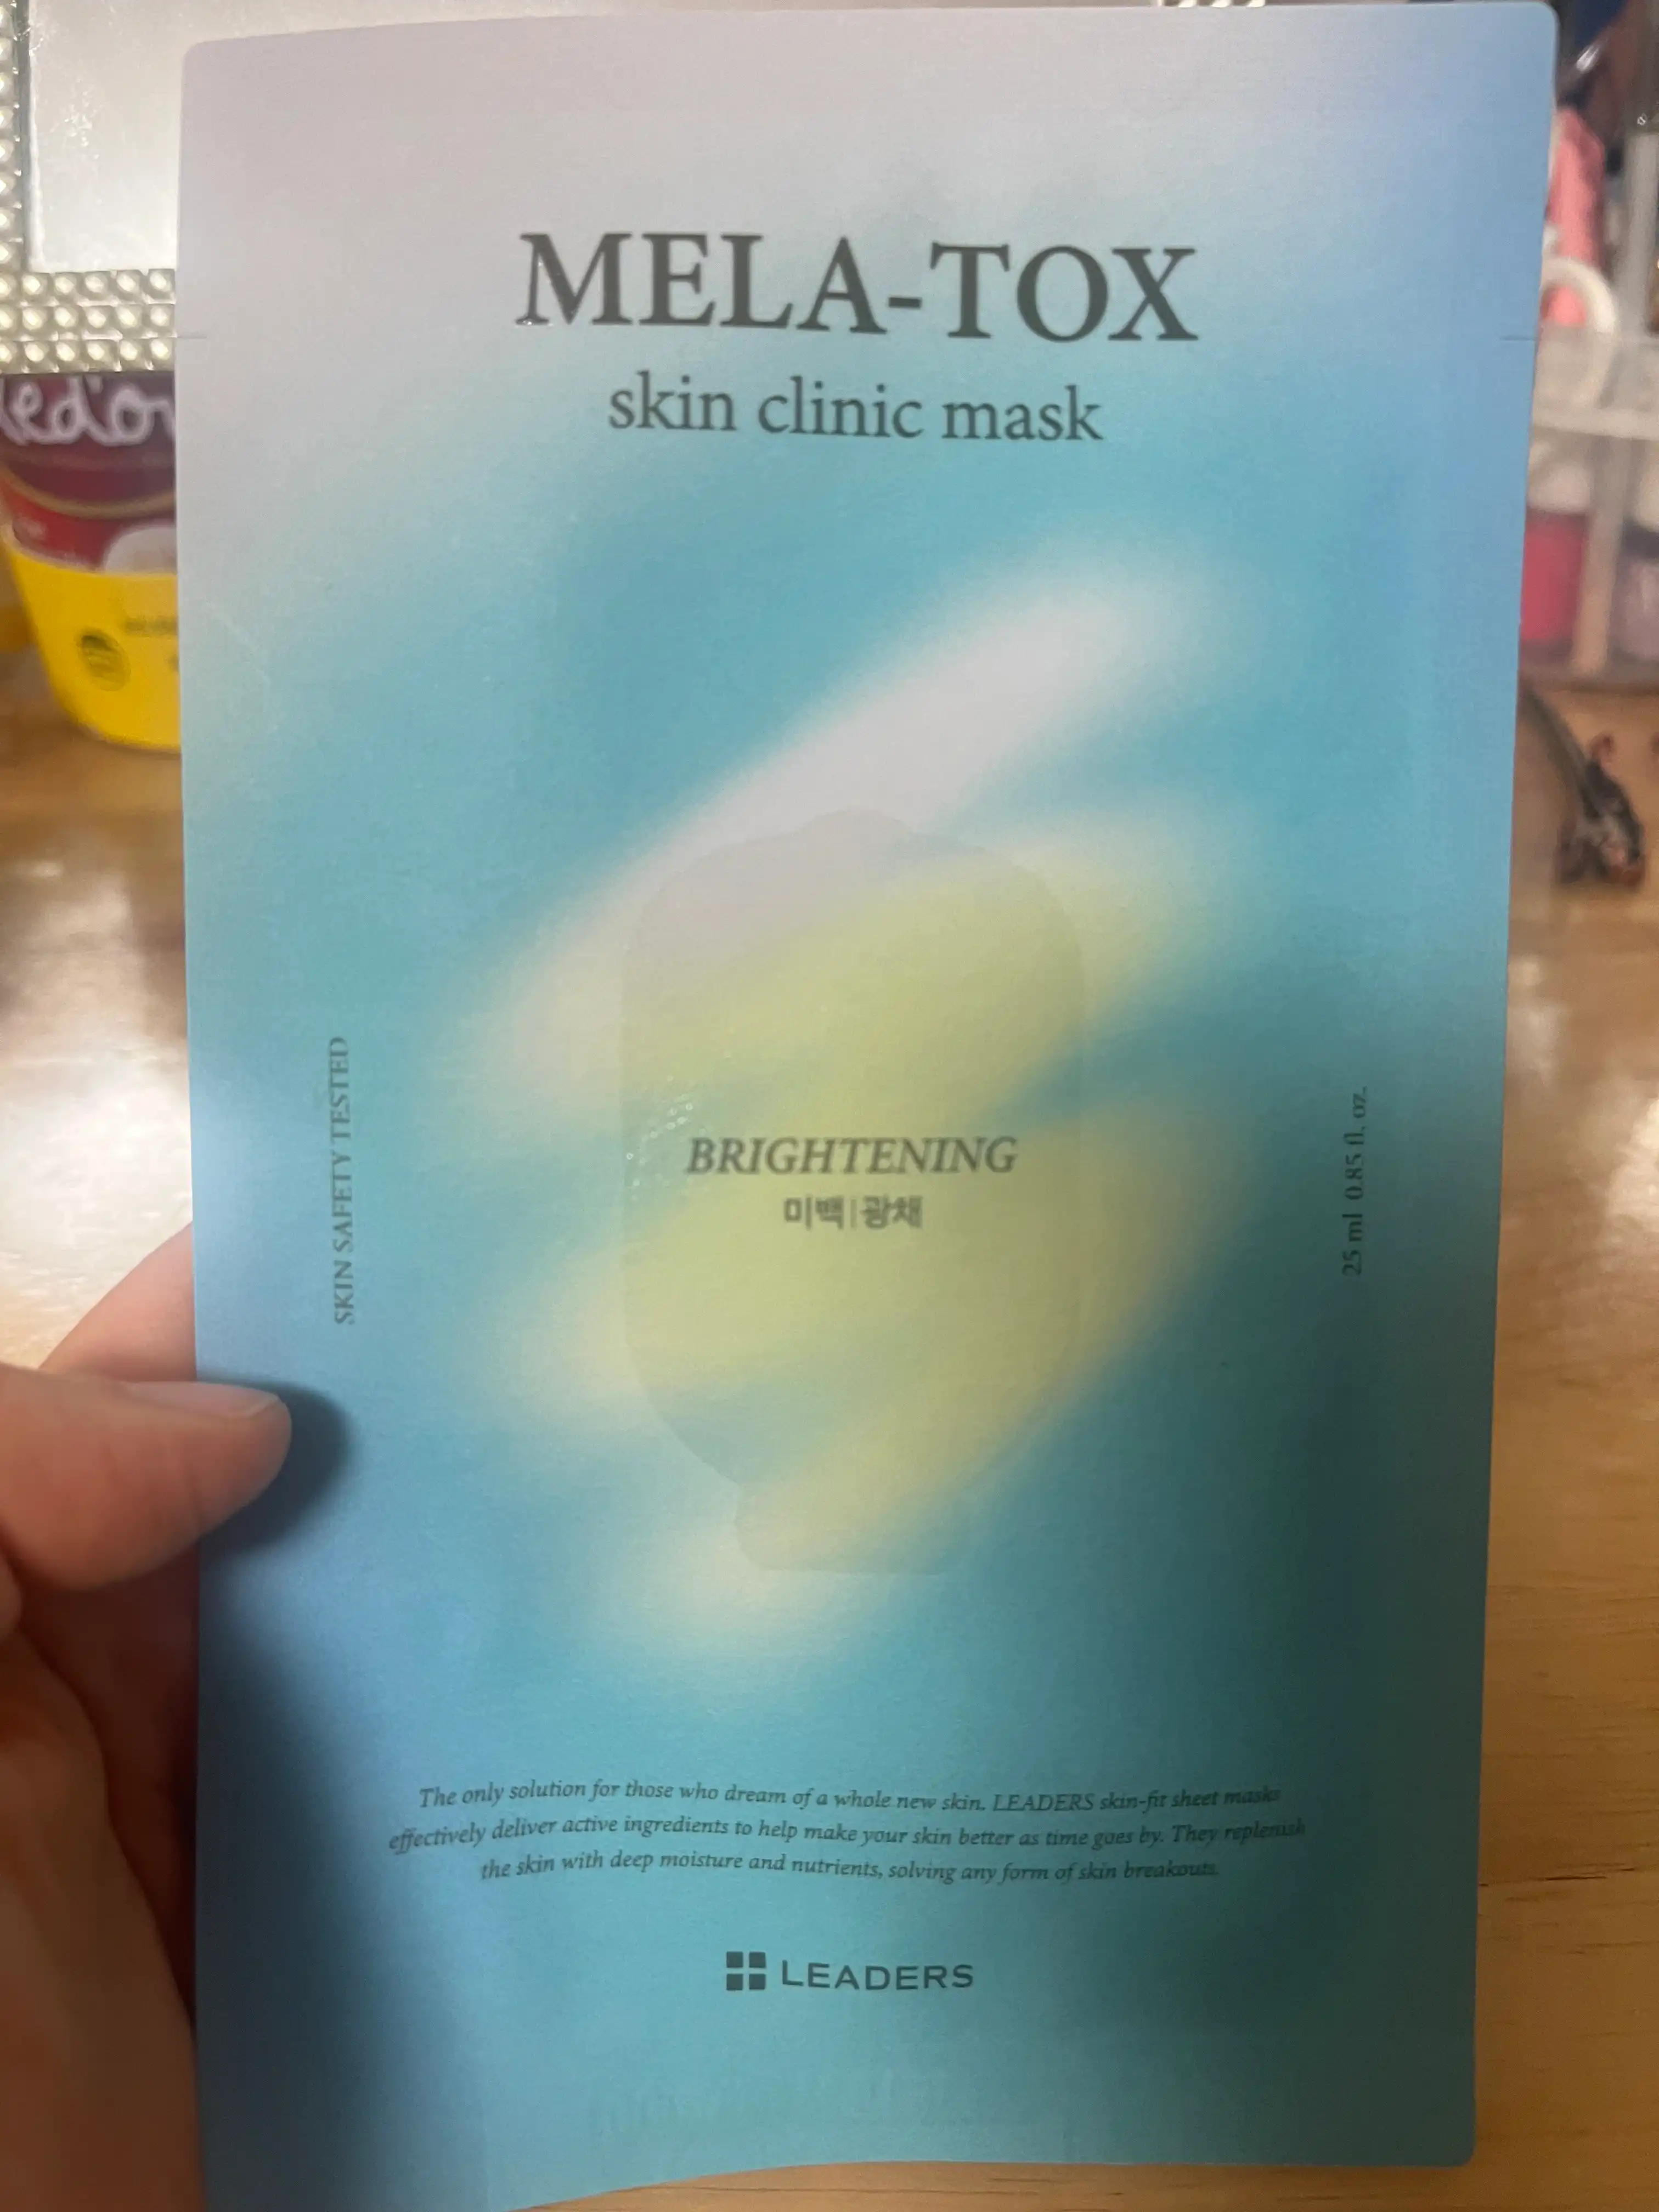 MELA-TOX
skin clinic mask
SKIN SAFETY TESTED
BRIGHTENING
미백|광채
25 ml 0.85 fl. oz.
The only solution for those who dream of a whole new skin. LEADERS skin-fit sheet masks
effectively deliver active ingredients to help make your skin better as time goes by. They replenish
the skin with deep moisture and nutrients, solving any form of skin breakouts.
LEADERS